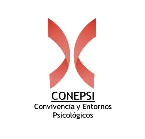 CONEPSI
Convivencia y Entornos
Psicológicos